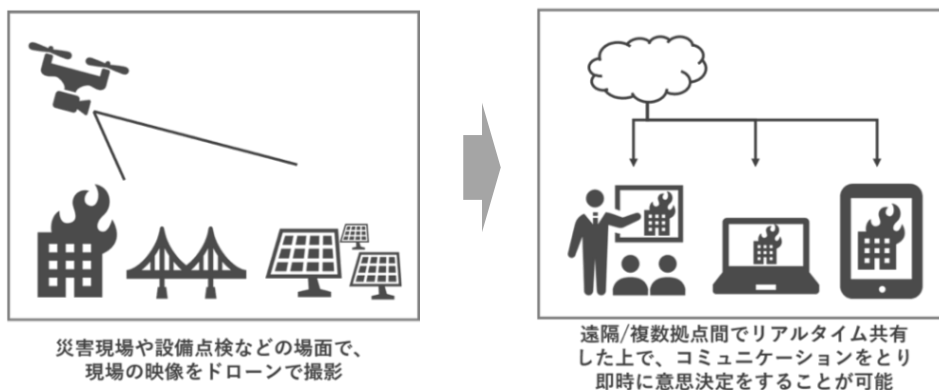 災害現場や設備点検などの場面で、
現場の映像をドローンで撮影
遠隔/複数拠点間でリアルタイム共有
した上で、コミュニケーションをとり
即時に意思決定をすることが可能